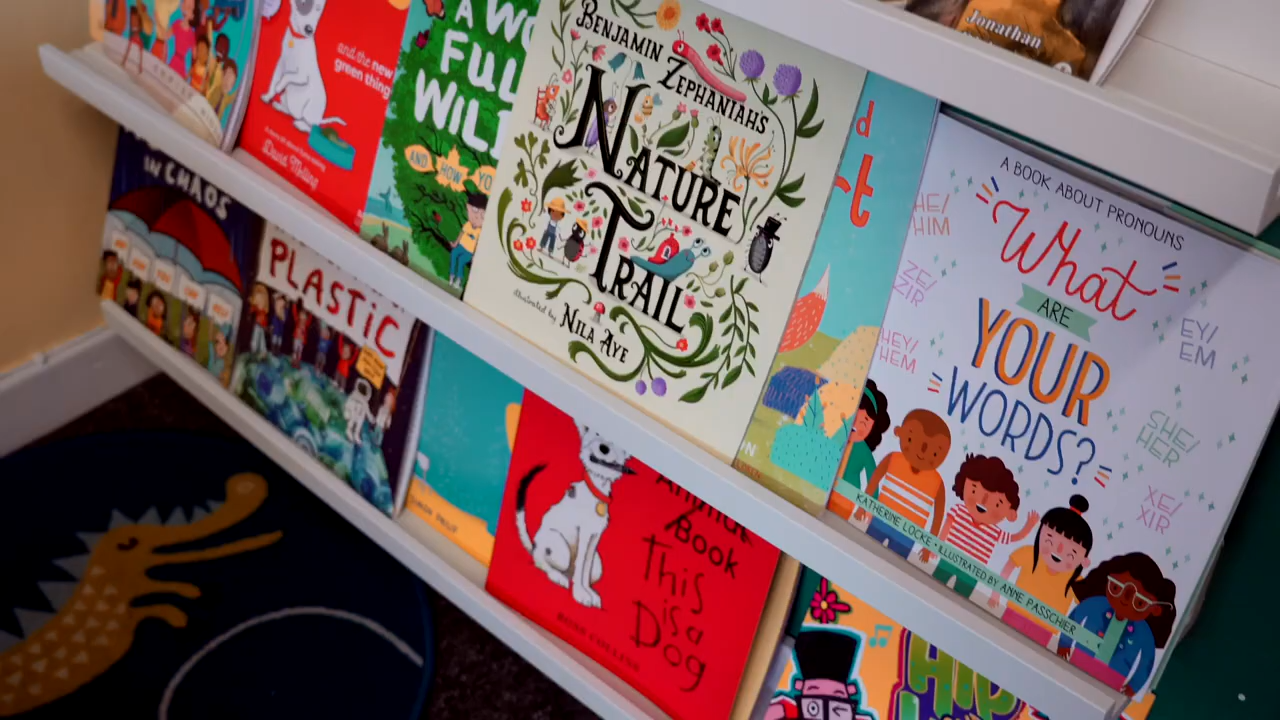 Jonathan
and the new
green thing
David Melling
A WO
FUL
WIL
AND HOW YO
BENJAMIN
ZEPHANIAH'S
NATURE
TRAIL
illustrated by
NILA AYE
d
t
A BOOK ABOUT PRONOUNS
What
ARE
YOUR
WORDS?
HE/
HIM
ZE/
ZIR
HEY/
HEM
EY/
EM
SHE/
HER
XE/
XIR
KATHERINE LOCKE • ILLUSTRATED BY ANNE PASSCHIER
IN CHAOS
PLASTIC
Animal
Book
This
is a
Dog
HIP